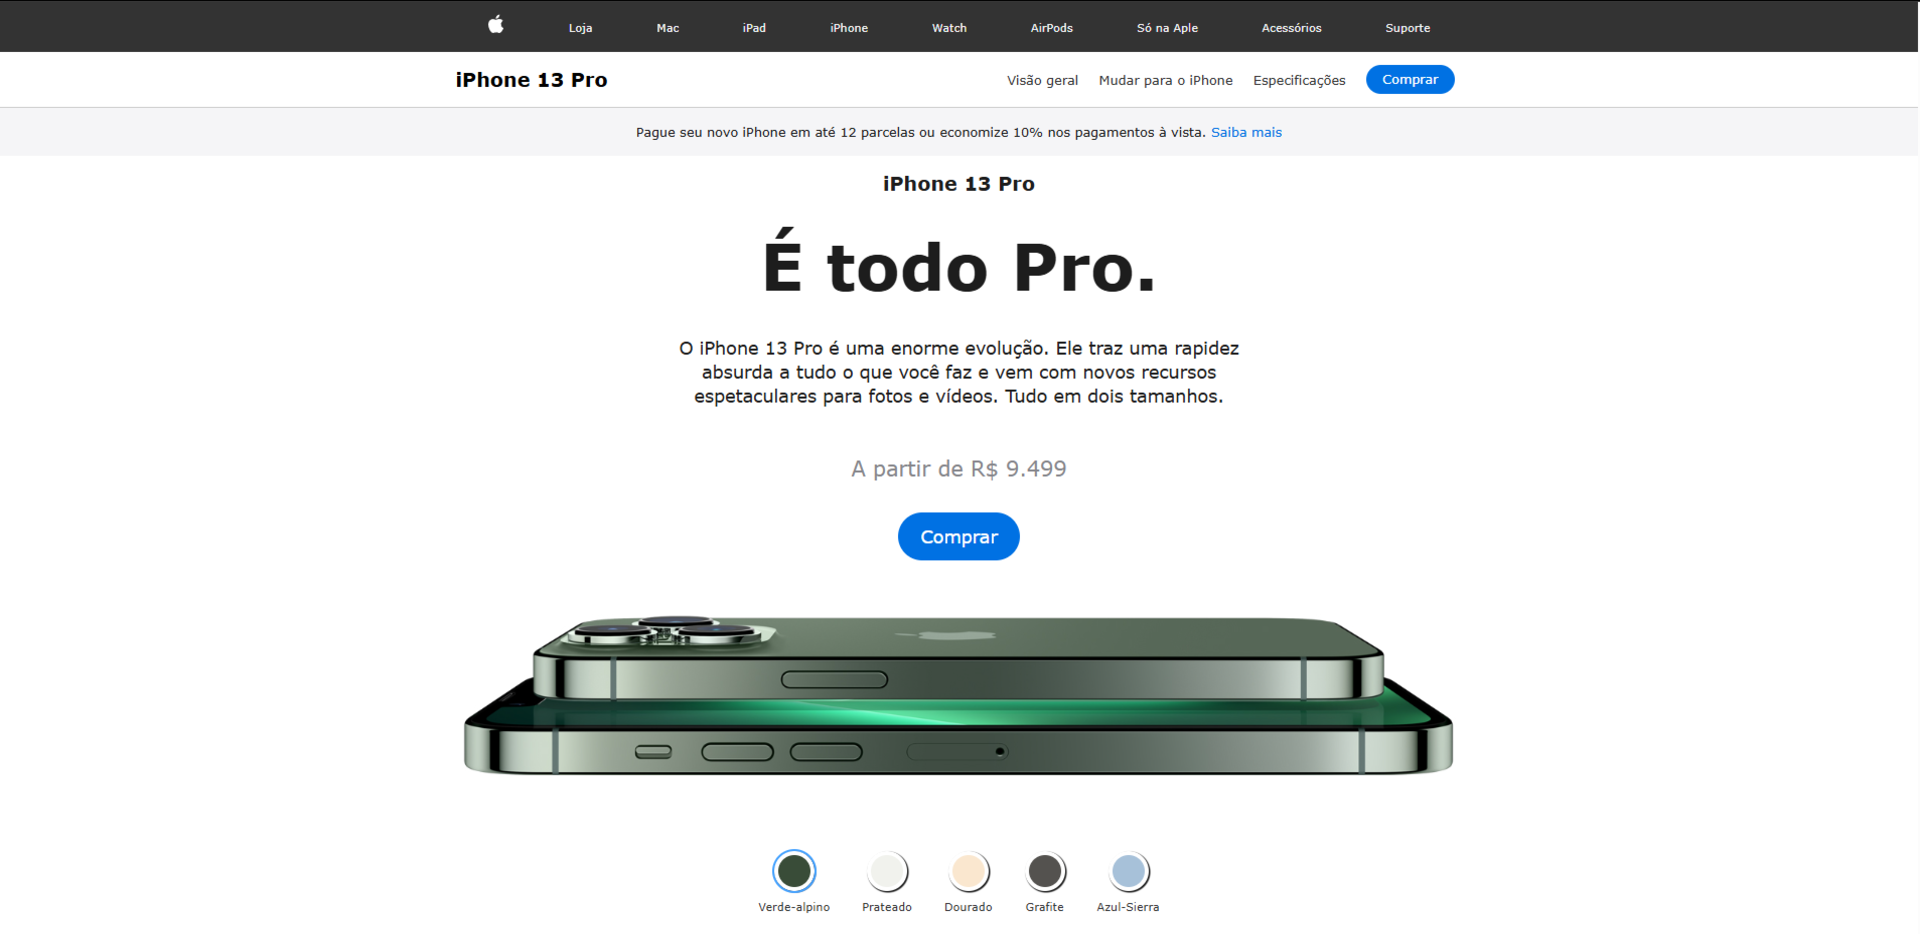 Loja Mac iPad iPhone Watch AirPods Só na Aple Acessórios Suporte
iPhone 13 Pro Visão geral Mudar para o iPhone Especificações Comprar
Pague seu novo iPhone em até 12 parcelas ou economize 10% nos pagamentos à vista. Saiba mais
iPhone 13 Pro
É todo Pro.
O iPhone 13 Pro é uma enorme evolução. Ele traz uma rapidez
absurda a tudo o que você faz e vem com novos recursos
espetaculares para fotos e vídeos. Tudo em dois tamanhos.
A partir de R$ 9.499
Comprar
Verde-alpino Prateado Dourado Grafite Azul-Sierra